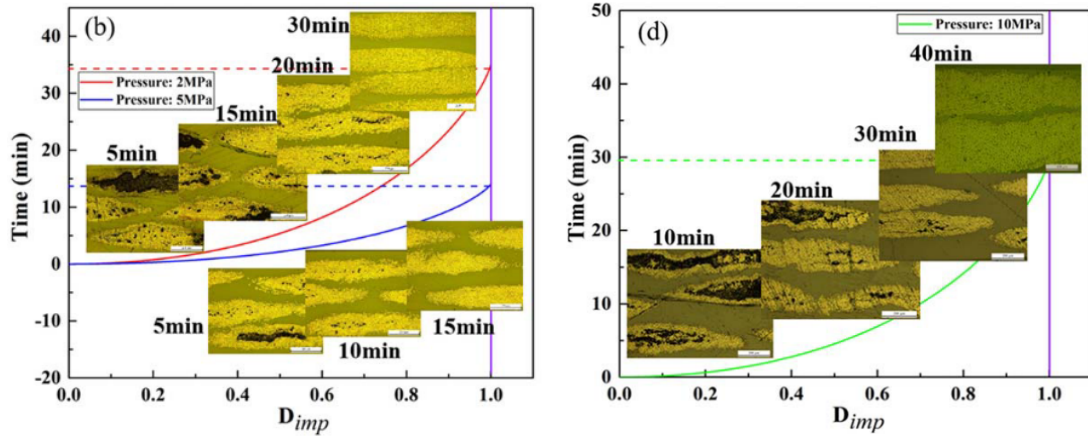 (b)
Time (min)
40
30
20
10
0
-10
-20
Pressure: 2MPa
Pressure: 5MPa
5min
15min
20min
30min
5min
10min
15min
0.0 0.2 0.4 0.6 0.8 1.0
Dimp
(d)
Time (min)
50
40
30
20
10
0
Pressure: 10MPa
10min
20min
30min
40min
0.0 0.2 0.4 0.6 0.8 1.0
Dimp